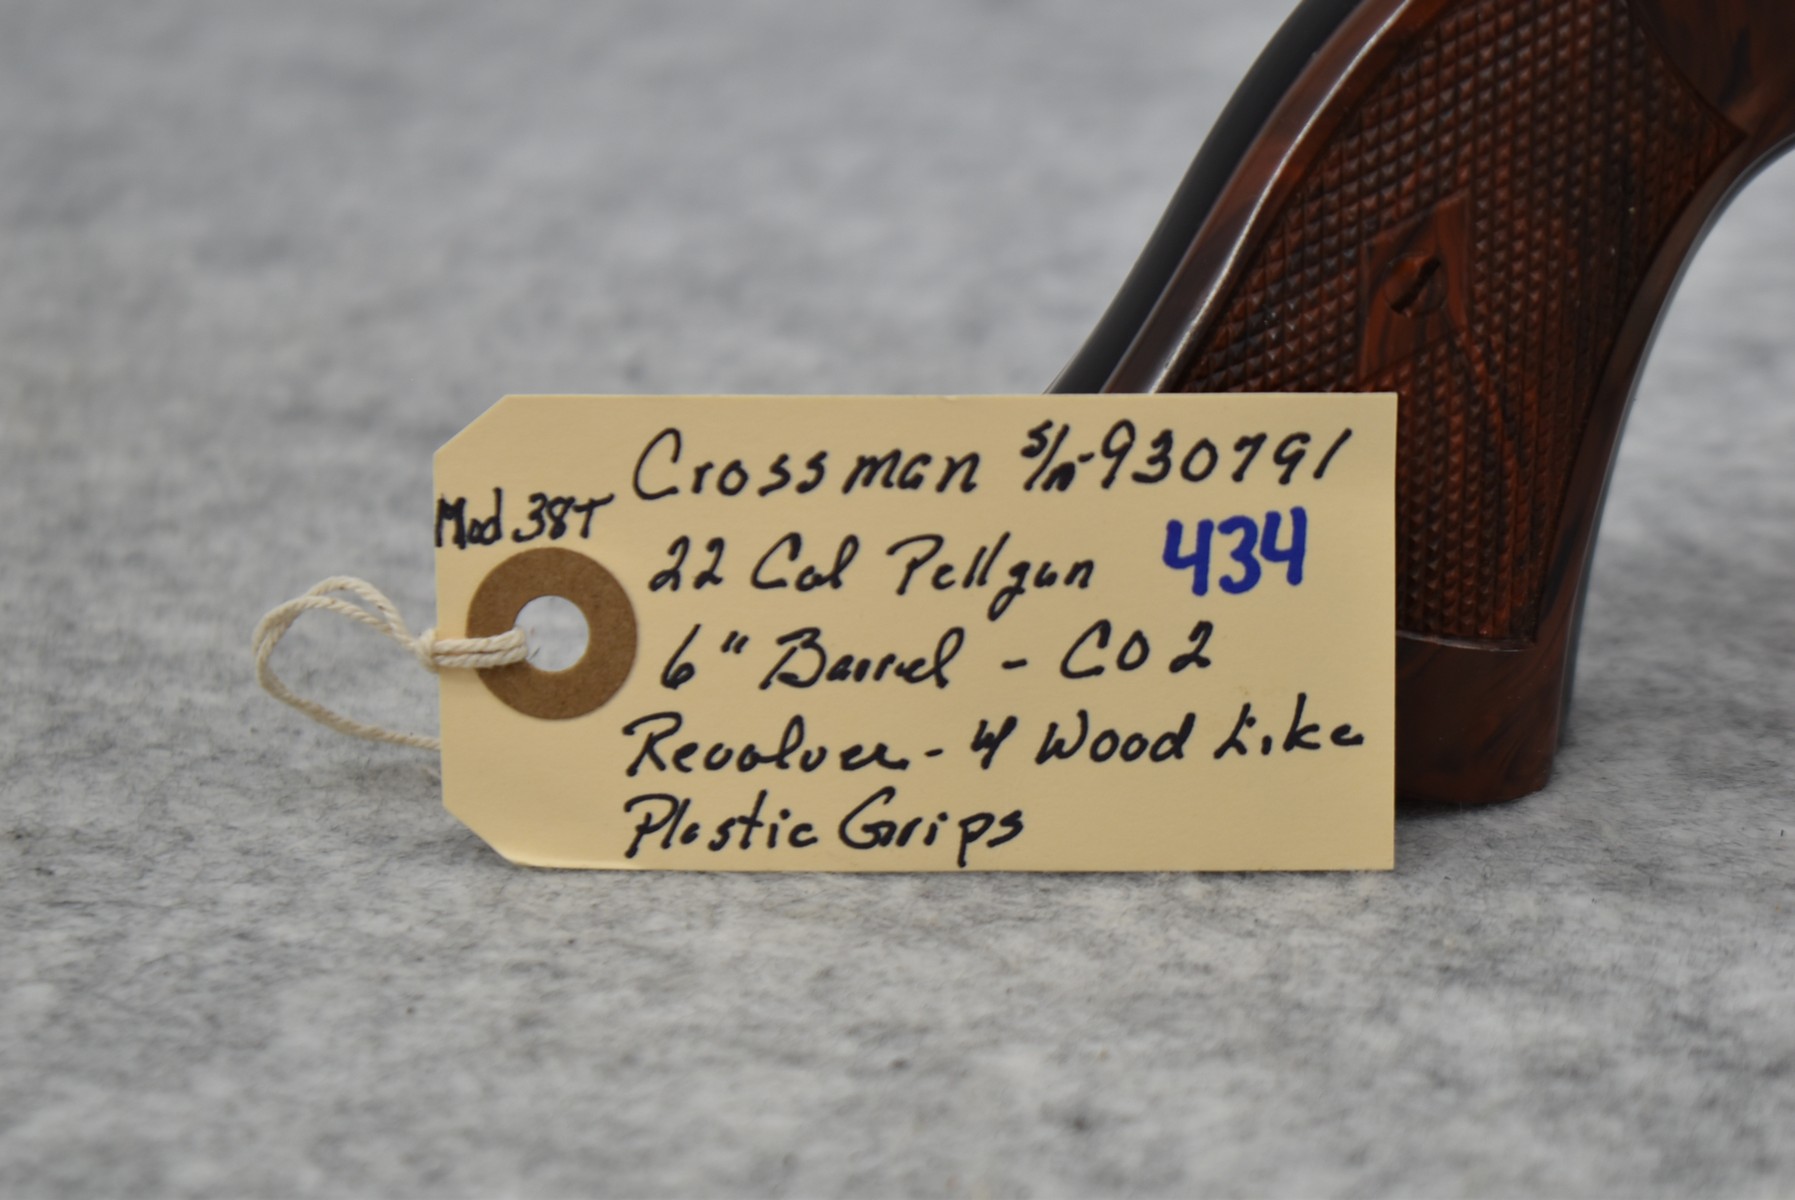 Crossman S/n-930791
Mod 38T
22 Cal Pellgun 434
6" Barrel - CO2
Revolver - W Wood Like
Plastic Grips